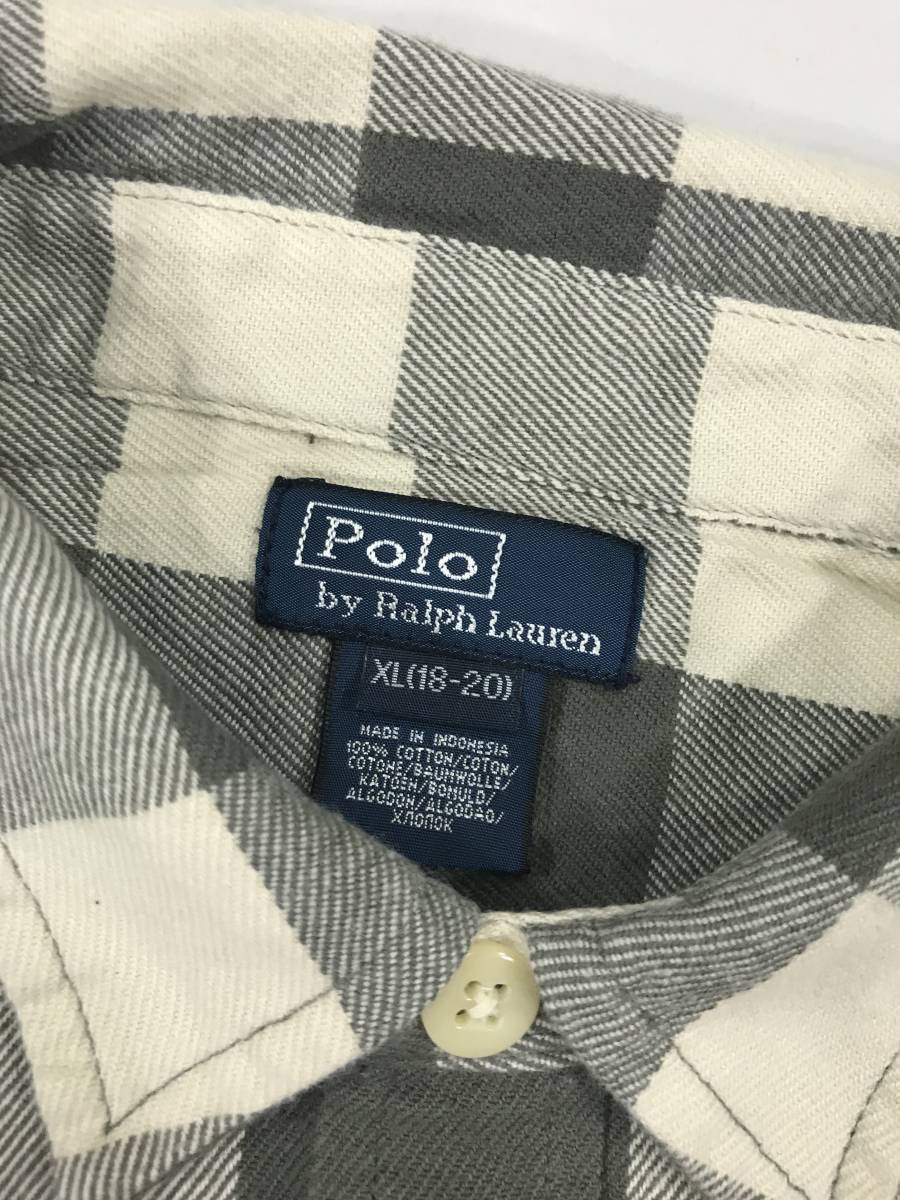 Polo
by Ralph Lauren
XL(18-20)
MADE IN INDONESIA
100% COTTON/COTON/
COTONE/BAUMWOLLE/
KATOEN/BOMULD/
ALGODON/ALGODAO/
ХЛОПОК